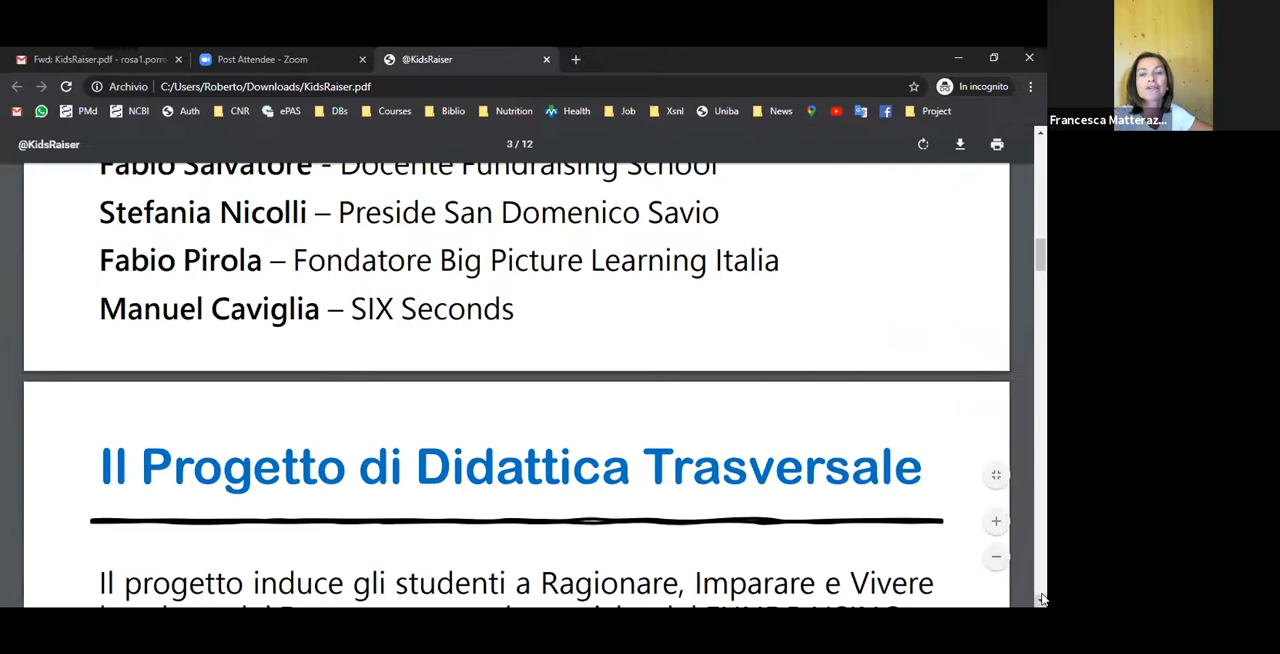 Fwd: KidsRaiser.pdf - rosa1.porro
Post Attendee - Zoom
@KidsRaiser
Archivio
C:/Users/Roberto/Downloads/KidsRaiser.pdf
In incognito
PMd
NCBI
Auth
CNR
ePAS
DBs
Courses
Biblio
Nutrition
Health
Job
Xsnl
Uniba
News
Project
Francesca Matteraz...
@KidsRaiser
3 / 12
Fabio Salvatore - Docente Fundraising School
Stefania Nicolli – Preside San Domenico Savio
Fabio Pirola – Fondatore Big Picture Learning Italia
Manuel Caviglia – SIX Seconds
Il Progetto di Didattica Trasversale
Il progetto induce gli studenti a Ragionare, Imparare e Vivere